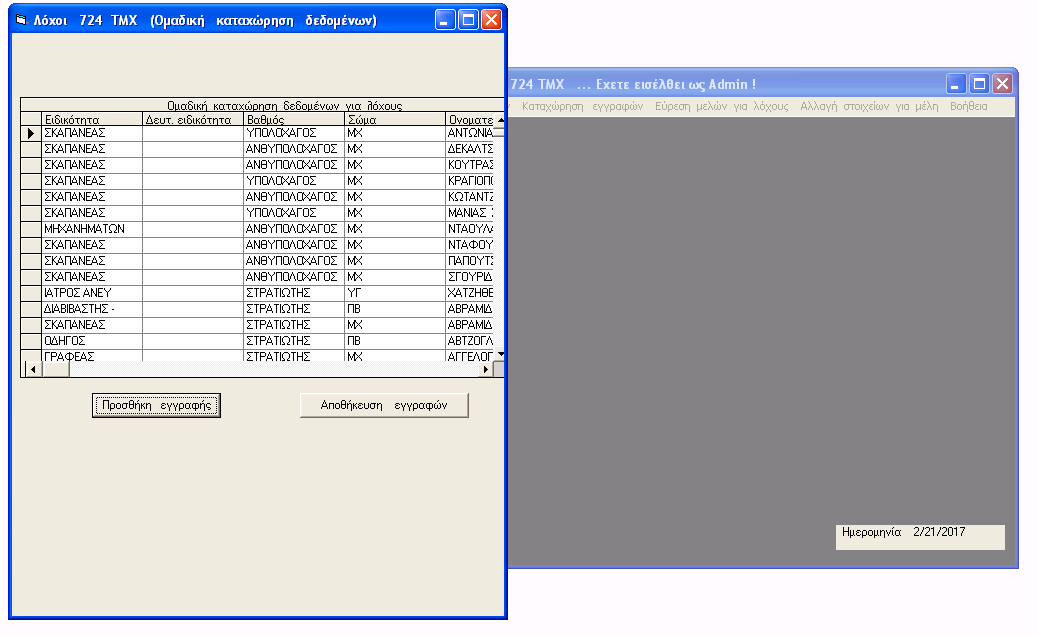 Λόχοι 724 ΤΜΧ (Ομαδική καταχώρηση δεδομένων)
724 ΤΜΧ ... Εχετε εισέλθει ως Admin !
Καταχώρηση εγγραφών Εύρεση μελών για λόχους Αλλαγή στοιχείων για μέλη Βοήθεια
Ομαδική καταχώρηση δεδομένων για λόχους
Ειδικότητα Δευτ. ειδικότητα Βαθμός Σώμα Ονοματε
ΣΚΑΠΑΝΕΑΣ ΥΠΟΛΟΧΑΓΟΣ ΜΧ ΑΝΤΩΝΙΑ
ΣΚΑΠΑΝΕΑΣ ΑΝΘΥΠΟΛΟΧΑΓΟΣ ΜΧ ΔΕΚΑΛΤΣ
ΣΚΑΠΑΝΕΑΣ ΑΝΘΥΠΟΛΟΧΑΓΟΣ ΜΧ ΚΟΥΤΡΑΣ
ΣΚΑΠΑΝΕΑΣ ΥΠΟΛΟΧΑΓΟΣ ΜΧ ΚΡΑΓΙΟΠ
ΣΚΑΠΑΝΕΑΣ ΑΝΘΥΠΟΛΟΧΑΓΟΣ ΜΧ ΚΩΤΑΝΤΖ
ΣΚΑΠΑΝΕΑΣ ΥΠΟΛΟΧΑΓΟΣ ΜΧ ΜΑΝΙΑΣ
ΜΗΧΑΝΗΜΑΤΩΝ ΑΝΘΥΠΟΛΟΧΑΓΟΣ ΜΧ ΝΤΑΟΥΛΑ
ΣΚΑΠΑΝΕΑΣ ΑΝΘΥΠΟΛΟΧΑΓΟΣ ΜΧ ΝΤΑΦΟΥ
ΣΚΑΠΑΝΕΑΣ ΑΝΘΥΠΟΛΟΧΑΓΟΣ ΜΧ ΠΑΠΟΥΤΣ
ΣΚΑΠΑΝΕΑΣ ΑΝΘΥΠΟΛΟΧΑΓΟΣ ΜΧ ΣΓΟΥΡΙΔ
ΙΑΤΡΟΣ ΑΝΕΥ ΣΤΡΑΤΙΩΤΗΣ ΥΓ ΧΑΤΖΗΘΕ
ΔΙΑΒΙΒΑΣΤΗΣ - ΣΤΡΑΤΙΩΤΗΣ ΠΒ ΑΒΡΑΜΙΔ
ΣΚΑΠΑΝΕΑΣ ΣΤΡΑΤΙΩΤΗΣ ΜΧ ΑΒΡΑΜΙΔ
ΟΔΗΓΟΣ ΣΤΡΑΤΙΩΤΗΣ ΠΒ ΑΒΤΖΟΓΛ
ΓΡΑΦΕΑΣ ΣΤΡΑΤΙΩΤΗΣ ΜΧ ΑΓΓΕΛΟΠ
Προσθήκη εγγραφής Αποθήκευση εγγραφών
Ημερομηνία 2/21/2017